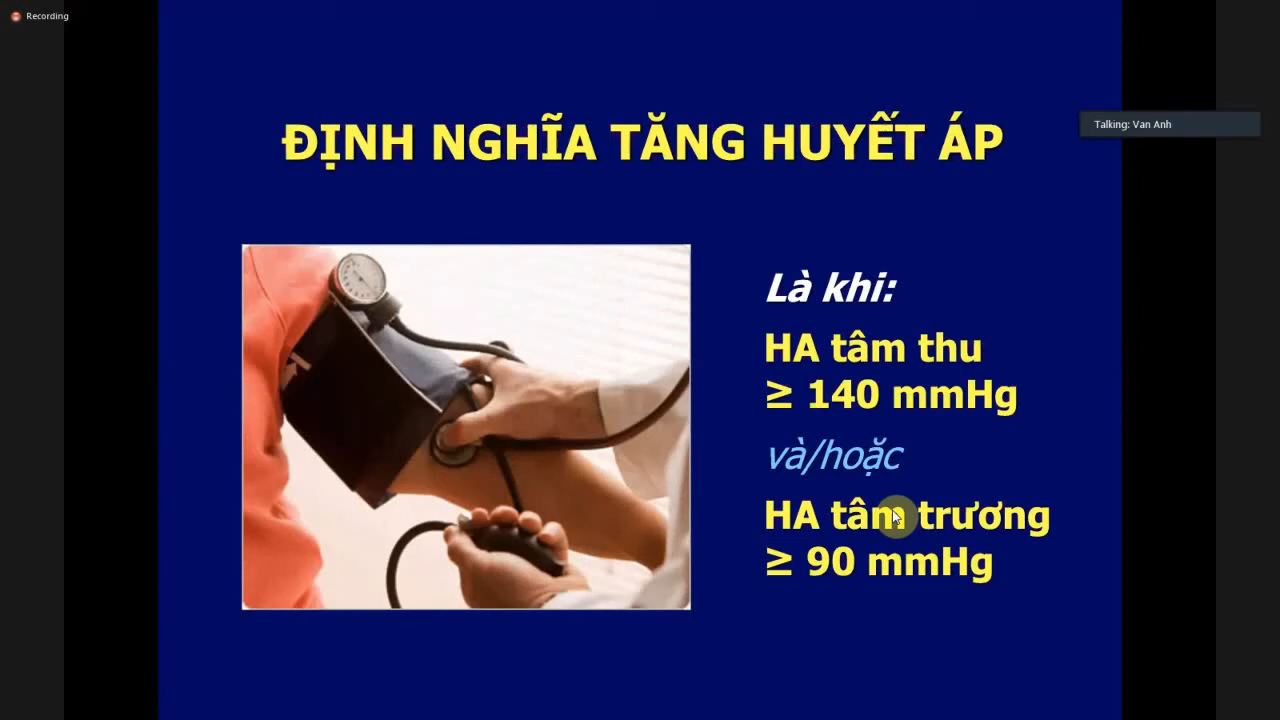 Recording
Talking: Van Anh
ĐỊNH NGHĨA TĂNG HUYẾT ÁP
Là khi:
HA tâm thu
≥ 140 mmHg
và/hoặc
HA tâm trương
≥ 90 mmHg